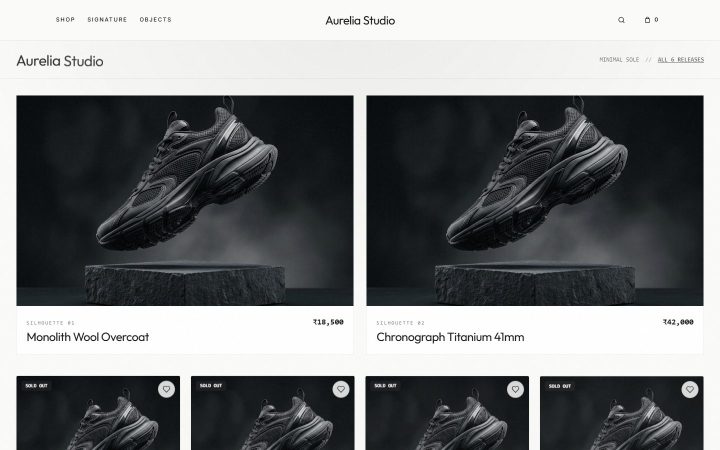 SHOP SIGNATURE OBJECTS
Aurelia Studio
0
Aurelia Studio
MINIMAL SOLE // ALL 6 RELEASES
SILHOUETTE 01
₹18,500
Monolith Wool Overcoat
SILHOUETTE 02
₹42,000
Chronograph Titanium 41mm
SOLD OUT
SOLD OUT
SOLD OUT
SOLD OUT